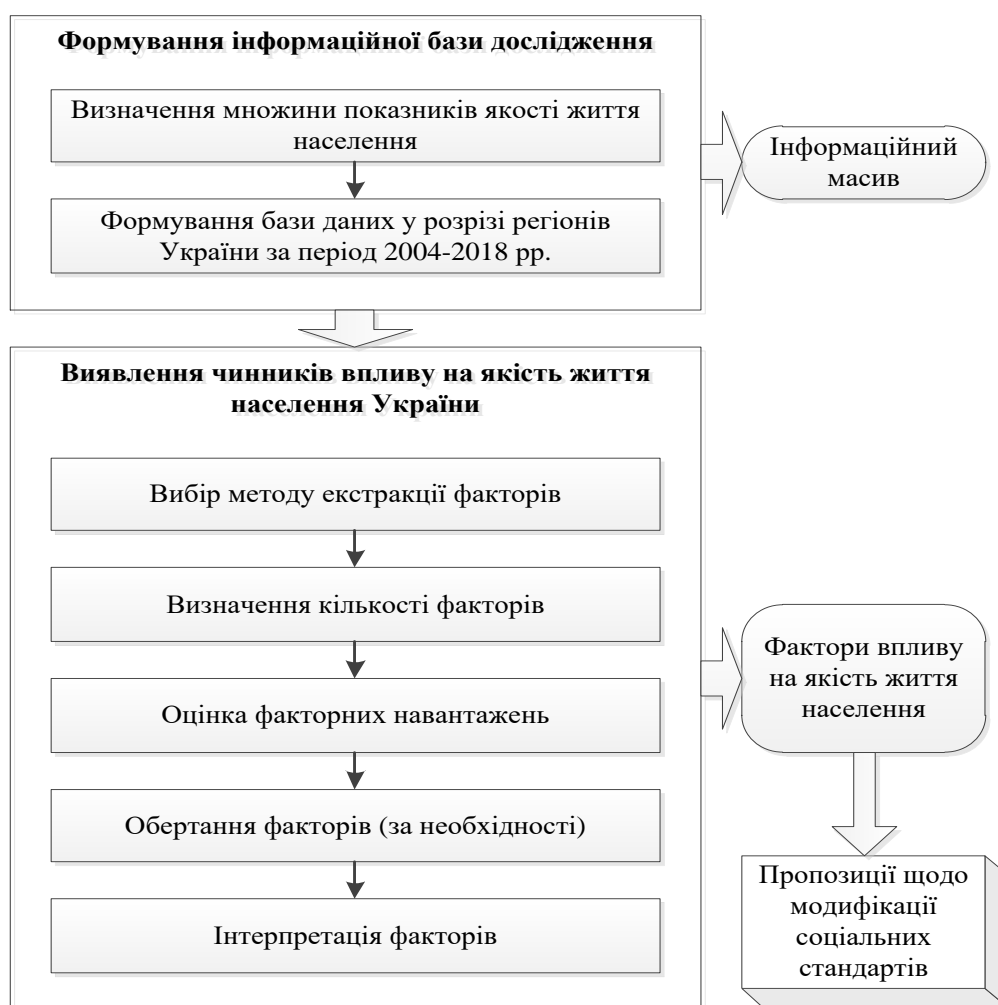 Формування інформаційної бази дослідження
Визначення множини показників якості життя
населення
Формування бази даних у розрізі регіонів
України за період 2004-2018 рр.
Інформаційний
масив
Виявлення чинників впливу на якість життя
населення України
Вибір методу екстракції факторів
Визначення кількості факторів
Оцінка факторних навантажень
Обертання факторів (за необхідності)
Інтерпретація факторів
Фактори впливу
на якість життя
населення
Пропозиції щодо
модифікації
соціальних
стандартів